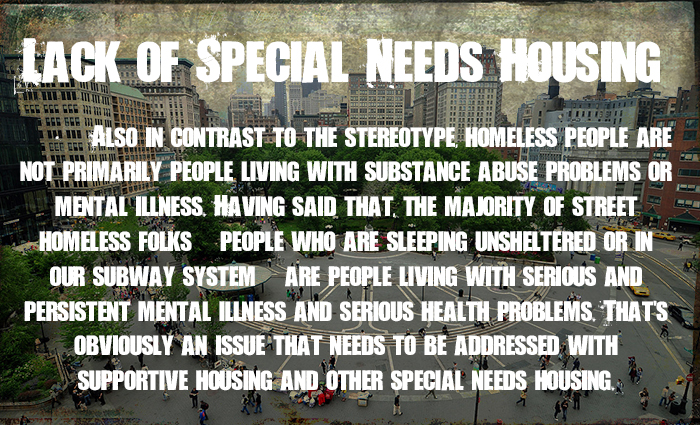 Lack of Special Needs Housing
Also in contrast to the stereotype, homeless people are
not primarily people living with substance abuse problems or
mental illness. Having said that, the majority of street
homeless folks   people who are sleeping unsheltered or in
our subway system   are people living with serious and
persistent mental illness and serious health problems. That's
obviously an issue that needs to be addressed with
supportive housing and other special needs housing.